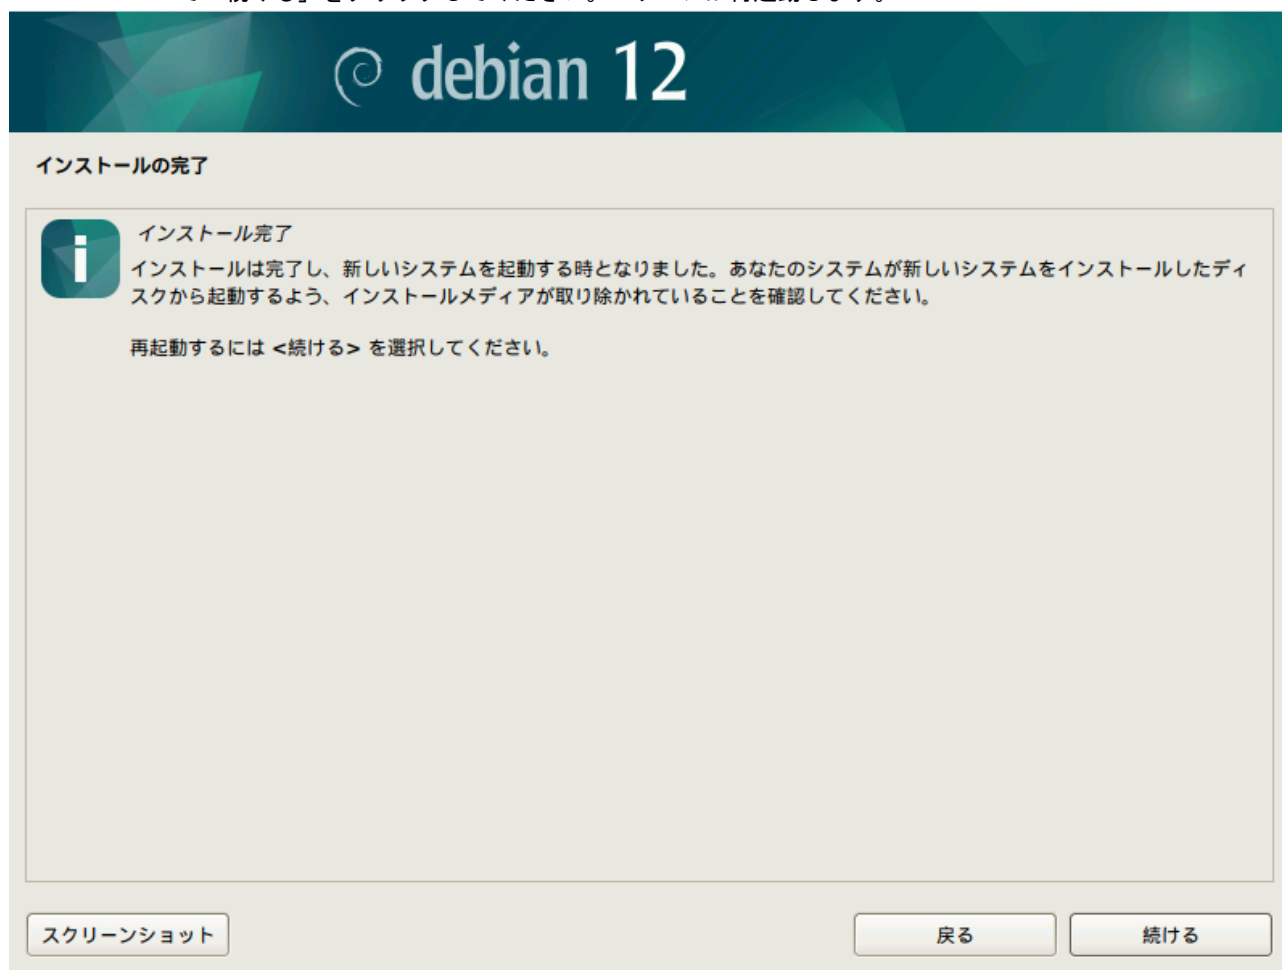 debian 12
インストールの完了
インストール完了
インストールは完了し、新しいシステムを起動する時となりました。あなたのシステムが新しいシステムをインストールしたディ
スクから起動するよう、インストールメディアが取り除かれていることを確認してください。
再起動するには <続ける> を選択してください。
スクリーンショット
戻る
続ける